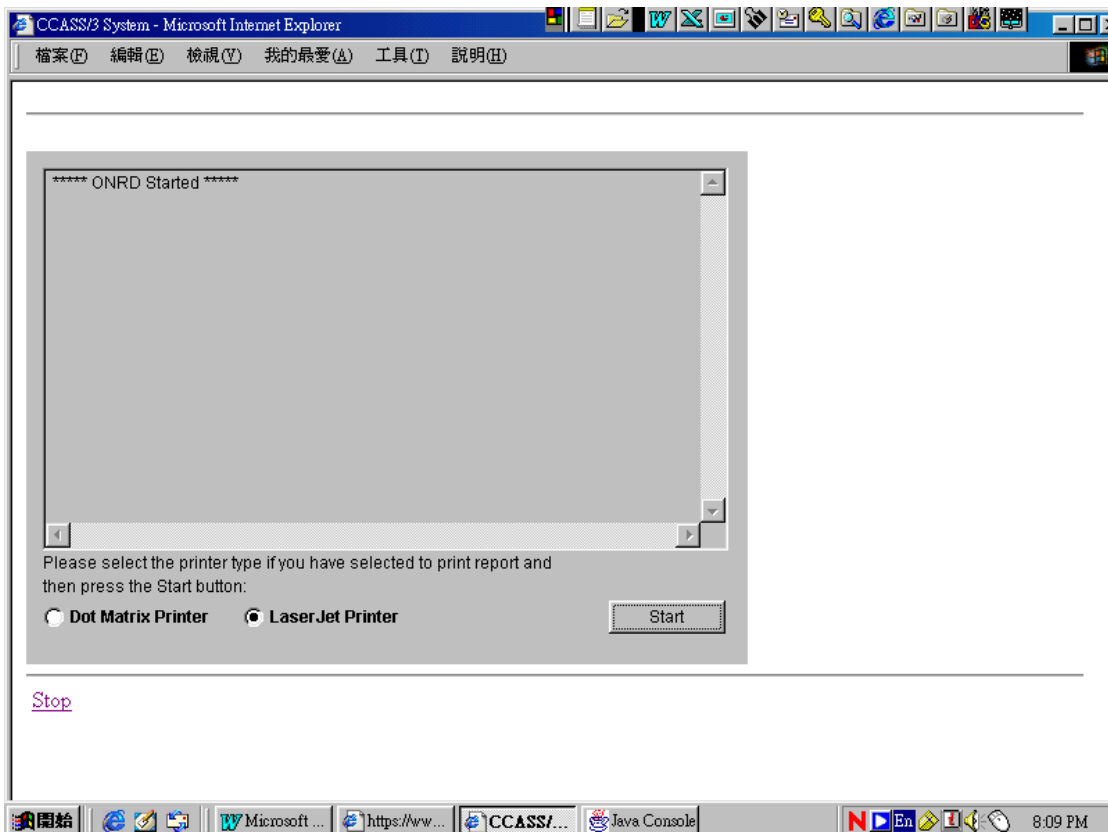 CCASS/3 System - Microsoft Internet Explorer
檔案(F) 編輯(E) 檢視(V) 我的最愛(A) 工具(T) 說明(H)
***** ONRD Started *****
Please select the printer type if you have selected to print report and
then press the Start button:
Dot Matrix Printer LaserJet Printer Start
Stop
開始 Microsoft ... https://ww... CCASS/... Java Console En 8:09 PM